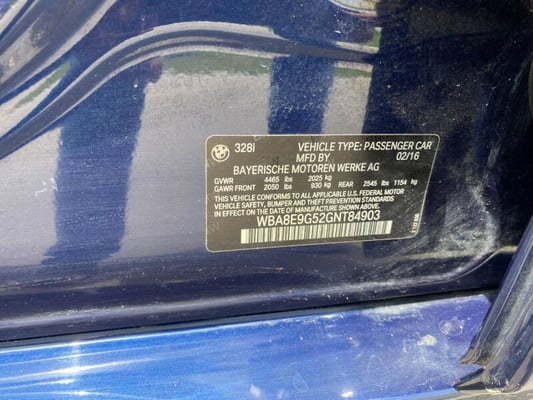 328i VEHICLE TYPE: PASSENGER CAR
MFD BY 02/16
BAYERISCHE MOTOREN WERKE AG
GVWR 4465 lbs 2025 kg
GAWR FRONT 2050 lbs 930 kg REAR 2545 lbs 1154 kg
THIS VEHICLE CONFORMS TO ALL APPLICABLE U.S. FEDERAL MOTOR
VEHICLE SAFETY, BUMPER AND THEFT PREVENTION STANDARDS IN
EFFECT ON THE DATE OF MANUFACTURE SHOWN ABOVE.
WBA8E9G52GNT84903